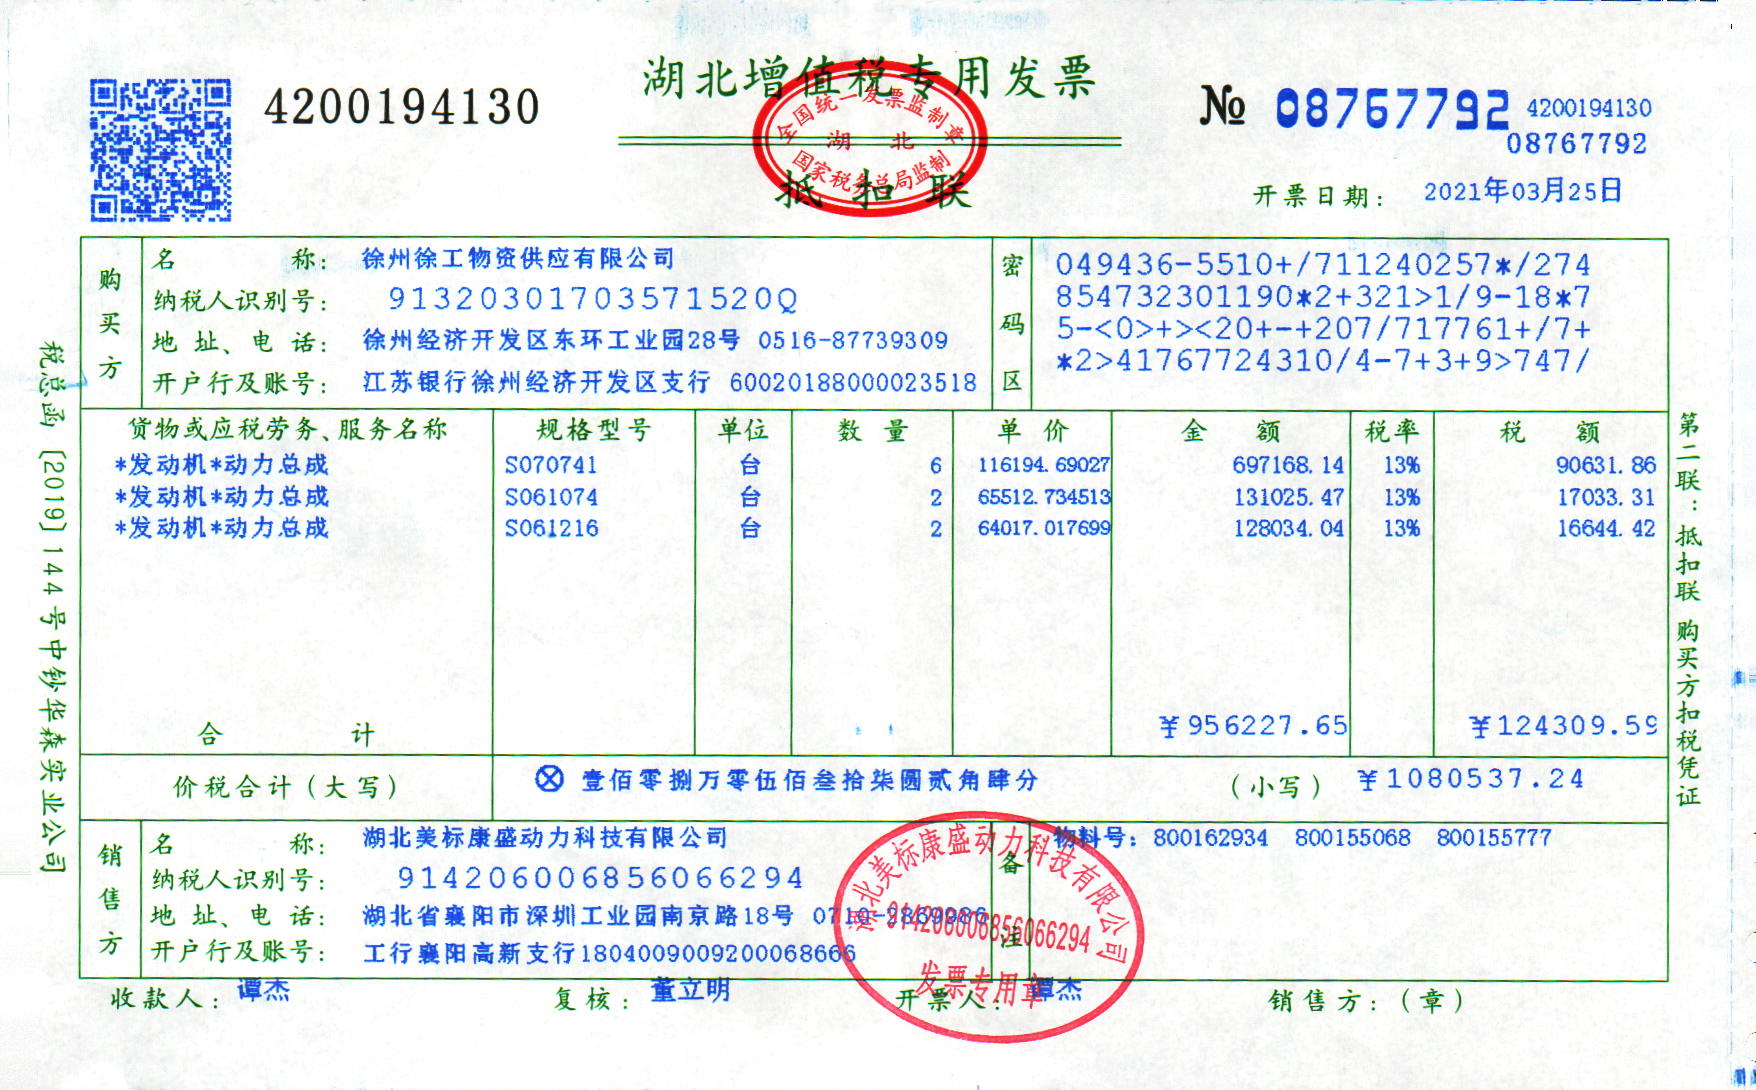 湖北增值税专用发票
4200194130
№ 08767792 4200194130
08767792
全国统一发票监制章
湖 北
国家税务总局监制
抵扣联
开票日期： 2021年03月25日
购买方
名 称： 徐州徐工物资供应有限公司
纳税人识别号： 91320301703571520Q
地 址、电 话： 徐州经济开发区东环工业园28号 0516-87739309
开户行及账号： 江苏银行徐州经济开发区支行 60020188000023518
密码区
049436-5510+/711240257*/274
854732301190*2+321>1/9-18*7
5-<0>+><20+-+207/717761+/7+
*2>41767724310/4-7+3+9>747/
货物或应税劳务、服务名称 规格型号 单位 数 量 单 价 金 额 税率 税 额
*发动机*动力总成 S070741 台 6 116194.69027 697168.14 13% 90631.86
*发动机*动力总成 S061074 台 2 65512.734513 131025.47 13% 17033.31
*发动机*动力总成 S061216 台 2 64017.017699 128034.04 13% 16644.42
合 计 ￥956227.65 ￥124309.59
价税合计（大写） ⊗壹佰零捌万零伍佰叁拾柒圆贰角肆分 （小写） ￥1080537.24
销售方
名 称： 湖北美标康盛动力科技有限公司
纳税人识别号： 914206006856066294
地 址、电 话： 湖北省襄阳市深圳工业园南京路18号
开户行及账号： 工行襄阳高新支行1804009009200068666
备注
物料号： 800162934 800155068 800155777
湖北美标康盛动力科技有限公司
914206006856066294
发票专用章
收款人： 谭杰 复核： 董立明 开票人： 谭杰 销售方：（章）
税总函〔2019〕144号中钞华森实业公司
第二联：抵扣联 购买方扣税凭证